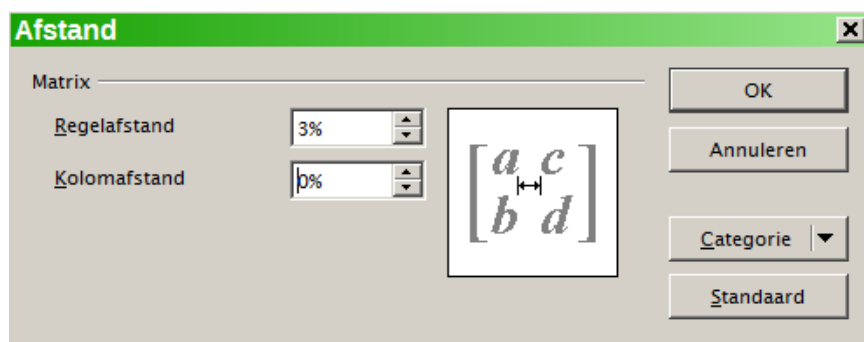 Afstand
Matrix
Regelafstand 3%
Kolomafstand 0%
a c
b d
OK
Annuleren
Categorie
Standaard